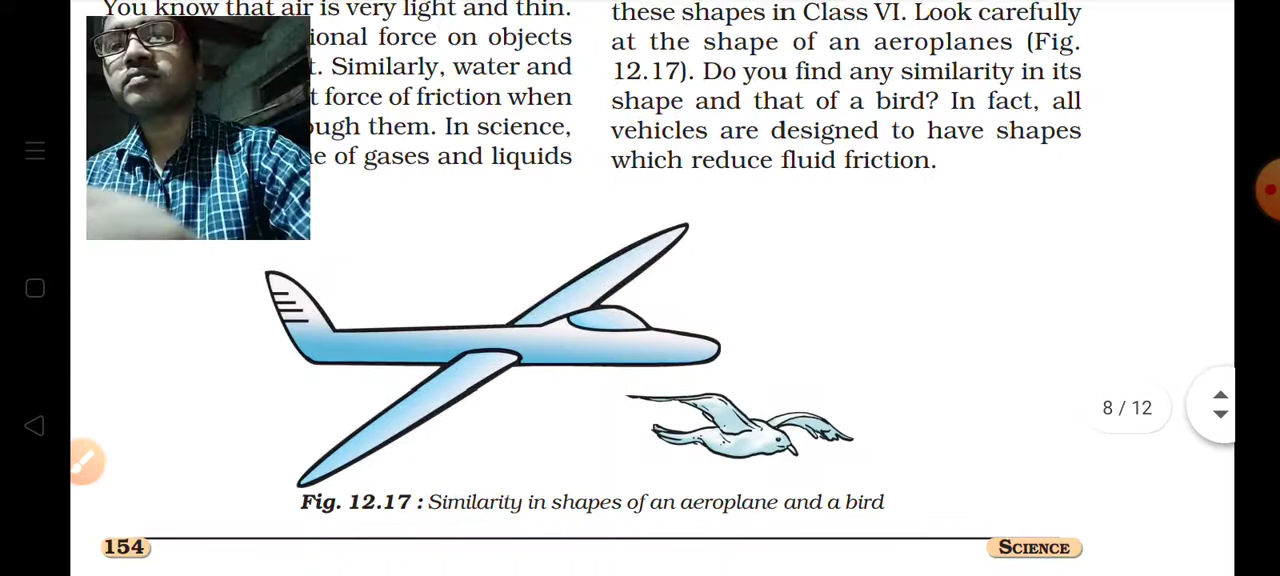 You know that air is very light and thin.
ional force on objects
t. Similarly, water and
t force of friction when
ough them. In science,
e of gases and liquids
these shapes in Class VI. Look carefully
at the shape of an aeroplanes (Fig.
12.17). Do you find any similarity in its
shape and that of a bird? In fact, all
vehicles are designed to have shapes
which reduce fluid friction.
8 / 12
Fig. 12.17 : Similarity in shapes of an aeroplane and a bird
154
SCIENCE